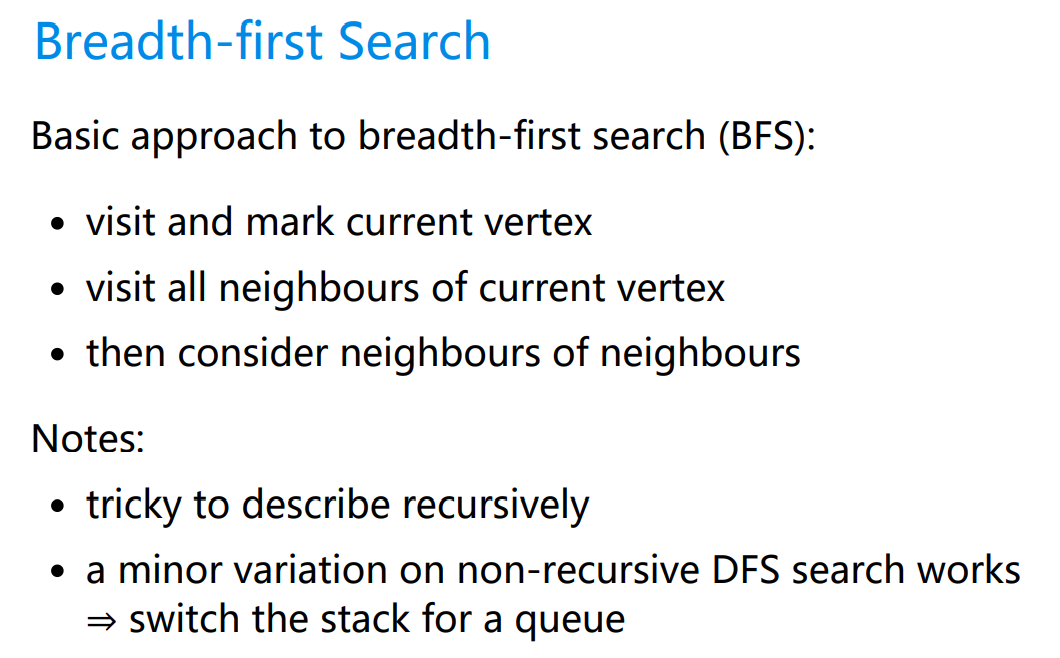 Breadth-first Search
Basic approach to breadth-first search (BFS):
• visit and mark current vertex
• visit all neighbours of current vertex
• then consider neighbours of neighbours
Notes:
• tricky to describe recursively
• a minor variation on non-recursive DFS search works
⇒ switch the stack for a queue